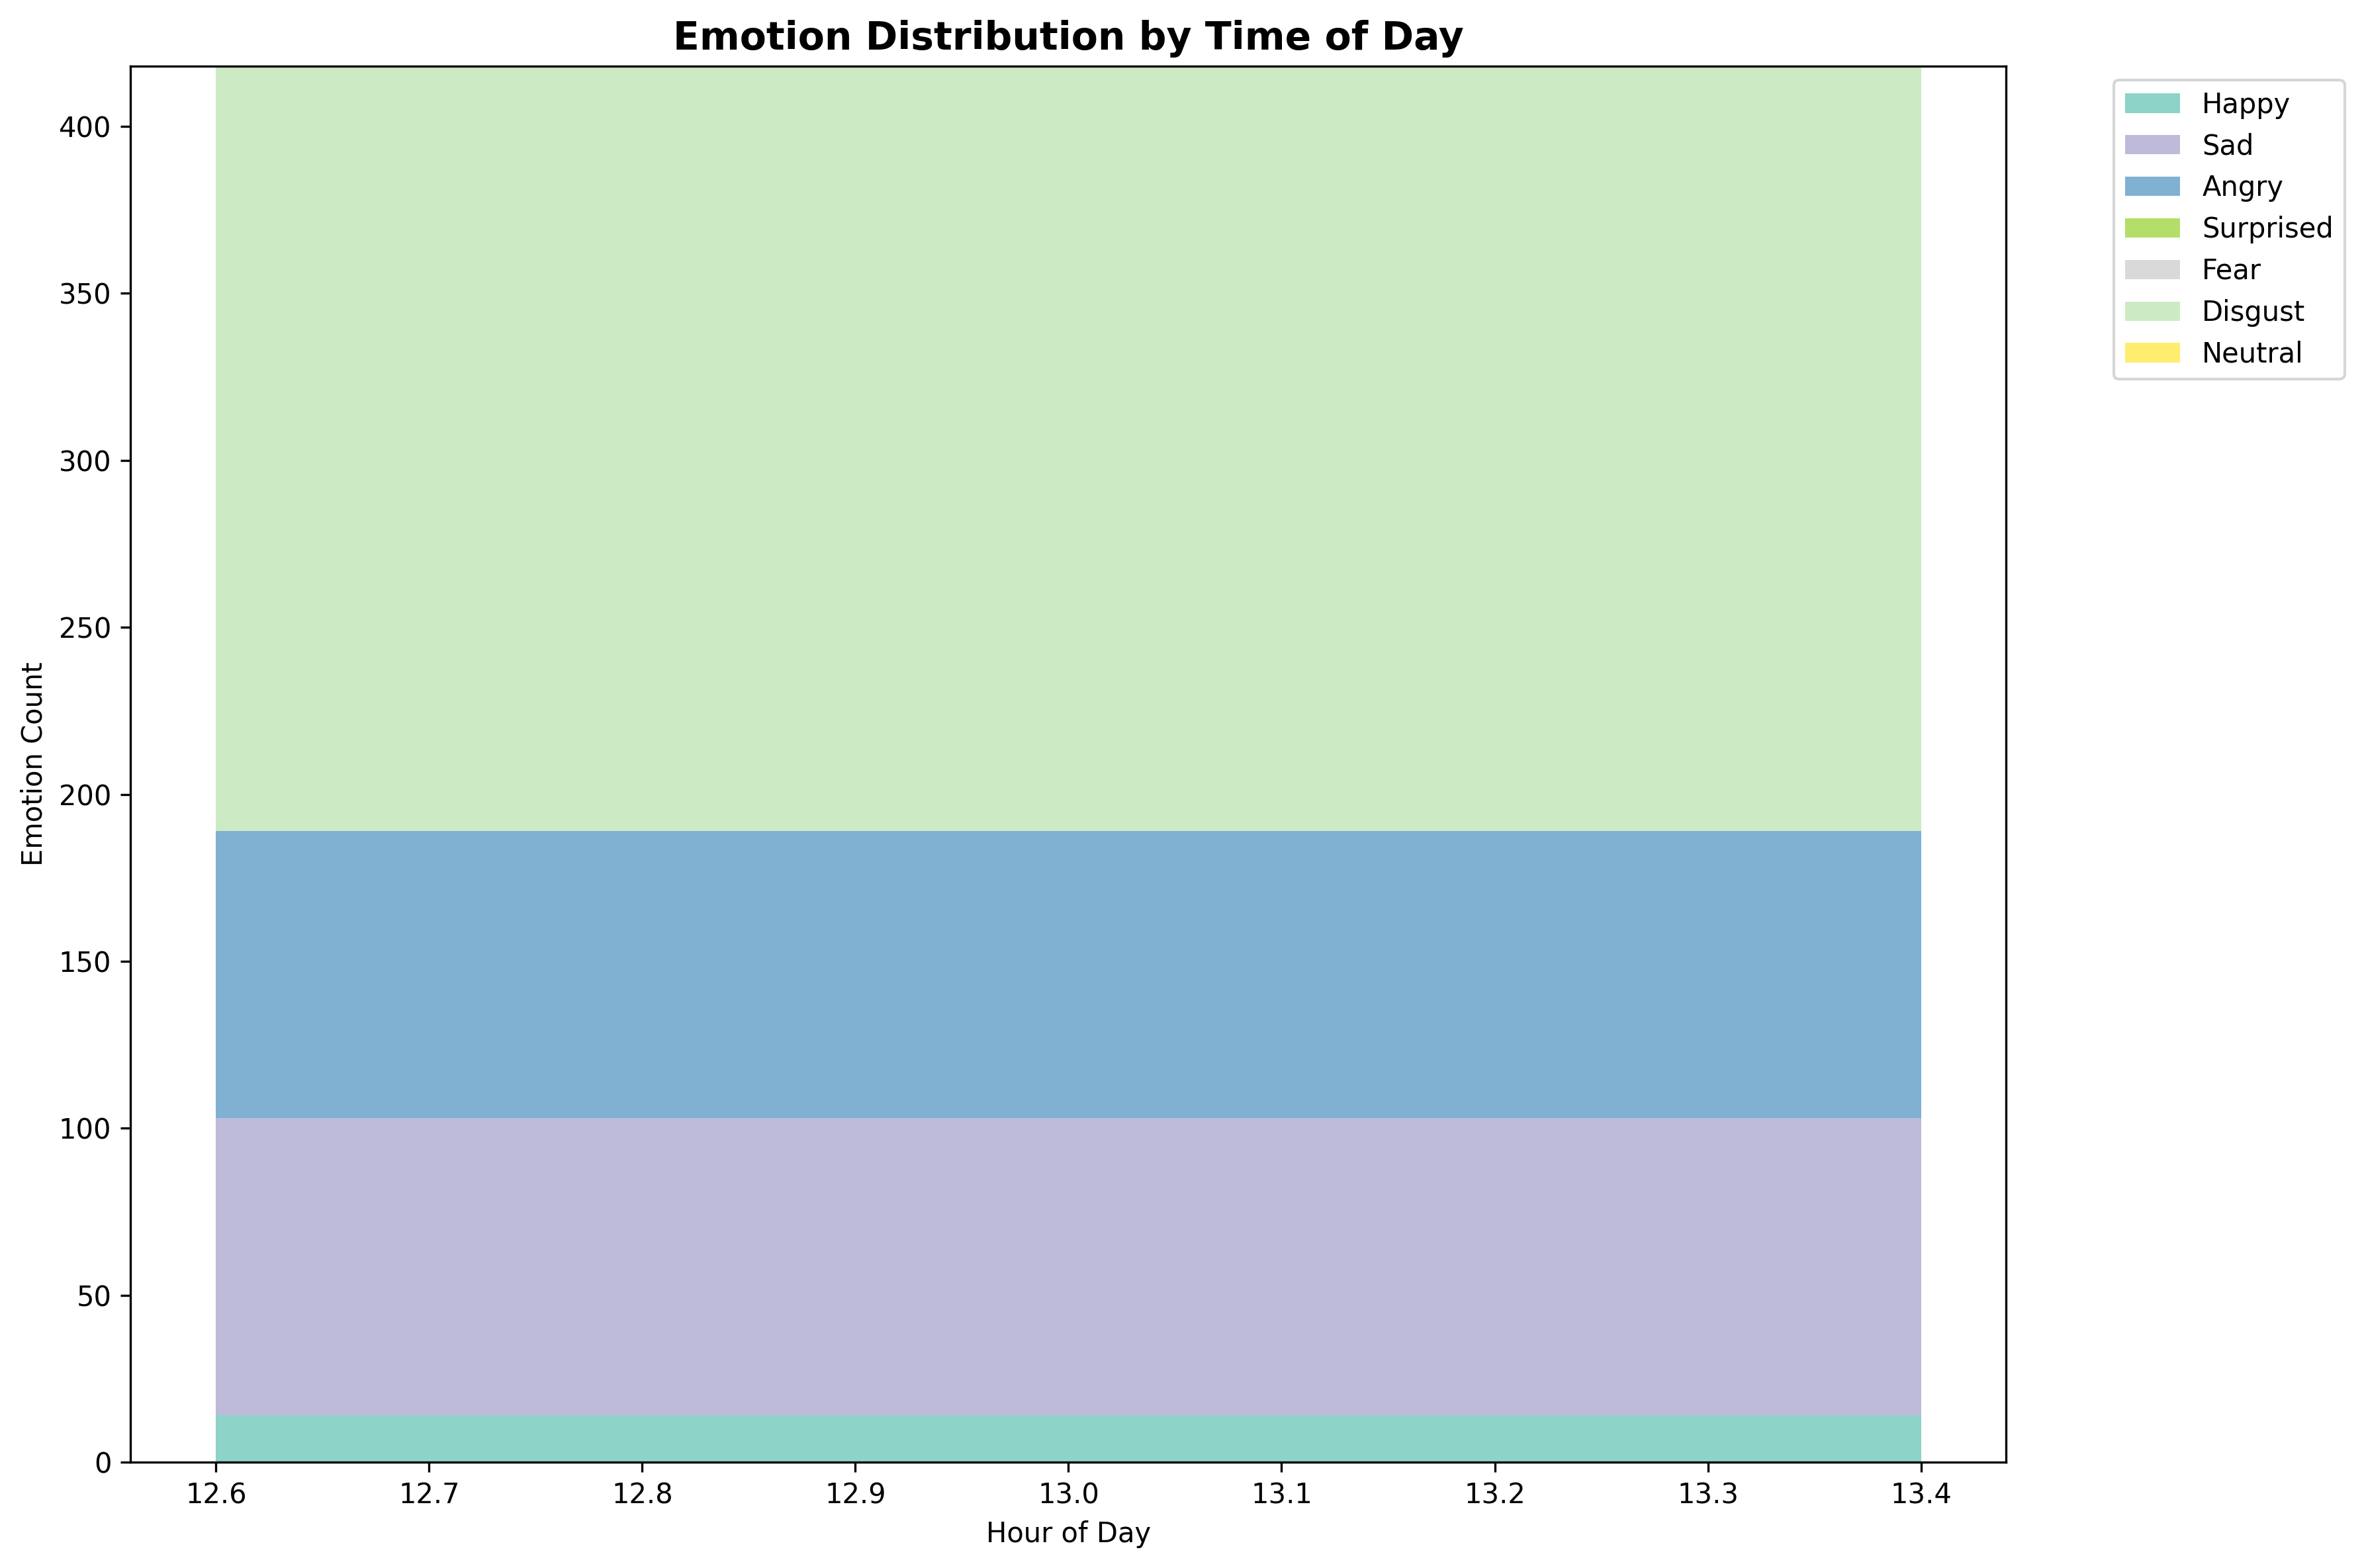 Emotion Distribution by Time of Day
400
350
300
250
200
150
100
50
0
Emotion Count
12.6 12.7 12.8 12.9 13.0 13.1 13.2 13.3 13.4
Hour of Day
Happy
Sad
Angry
Surprised
Fear
Disgust
Neutral